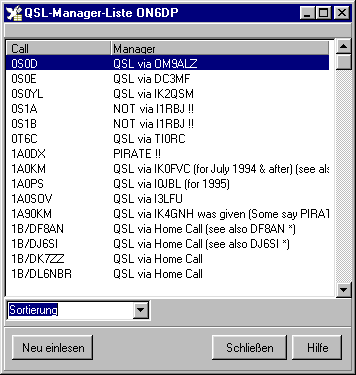 QSL-Manager-Liste ON6DP
Call Manager
0S0D QSL via OM9ALZ
0S0E QSL via DC3MF
0S0YL QSL via IK2QSM
0S1A NOT via I1RBJ !!
0S1B NOT via I1RBJ !!
0T6C QSL via TI0RC
1A0DX PIRATE !!
1A0KM QSL via IK0FVC (for July 1994 & after) (see als
1A0PS QSL via I0JBL (for 1995)
1A0SOV QSL via I3LFU
1A90KM QSL via IK4GNH was given (Some say PIRAT
1B/DF8AN QSL via Home Call (see also DF8AN *)
1B/DJ6SI QSL via Home Call (see also DJ6SI *)
1B/DK7ZZ QSL via Home Call
1B/DL6NBR QSL via Home Call
Sortierung
Neu einlesen Schließen Hilfe